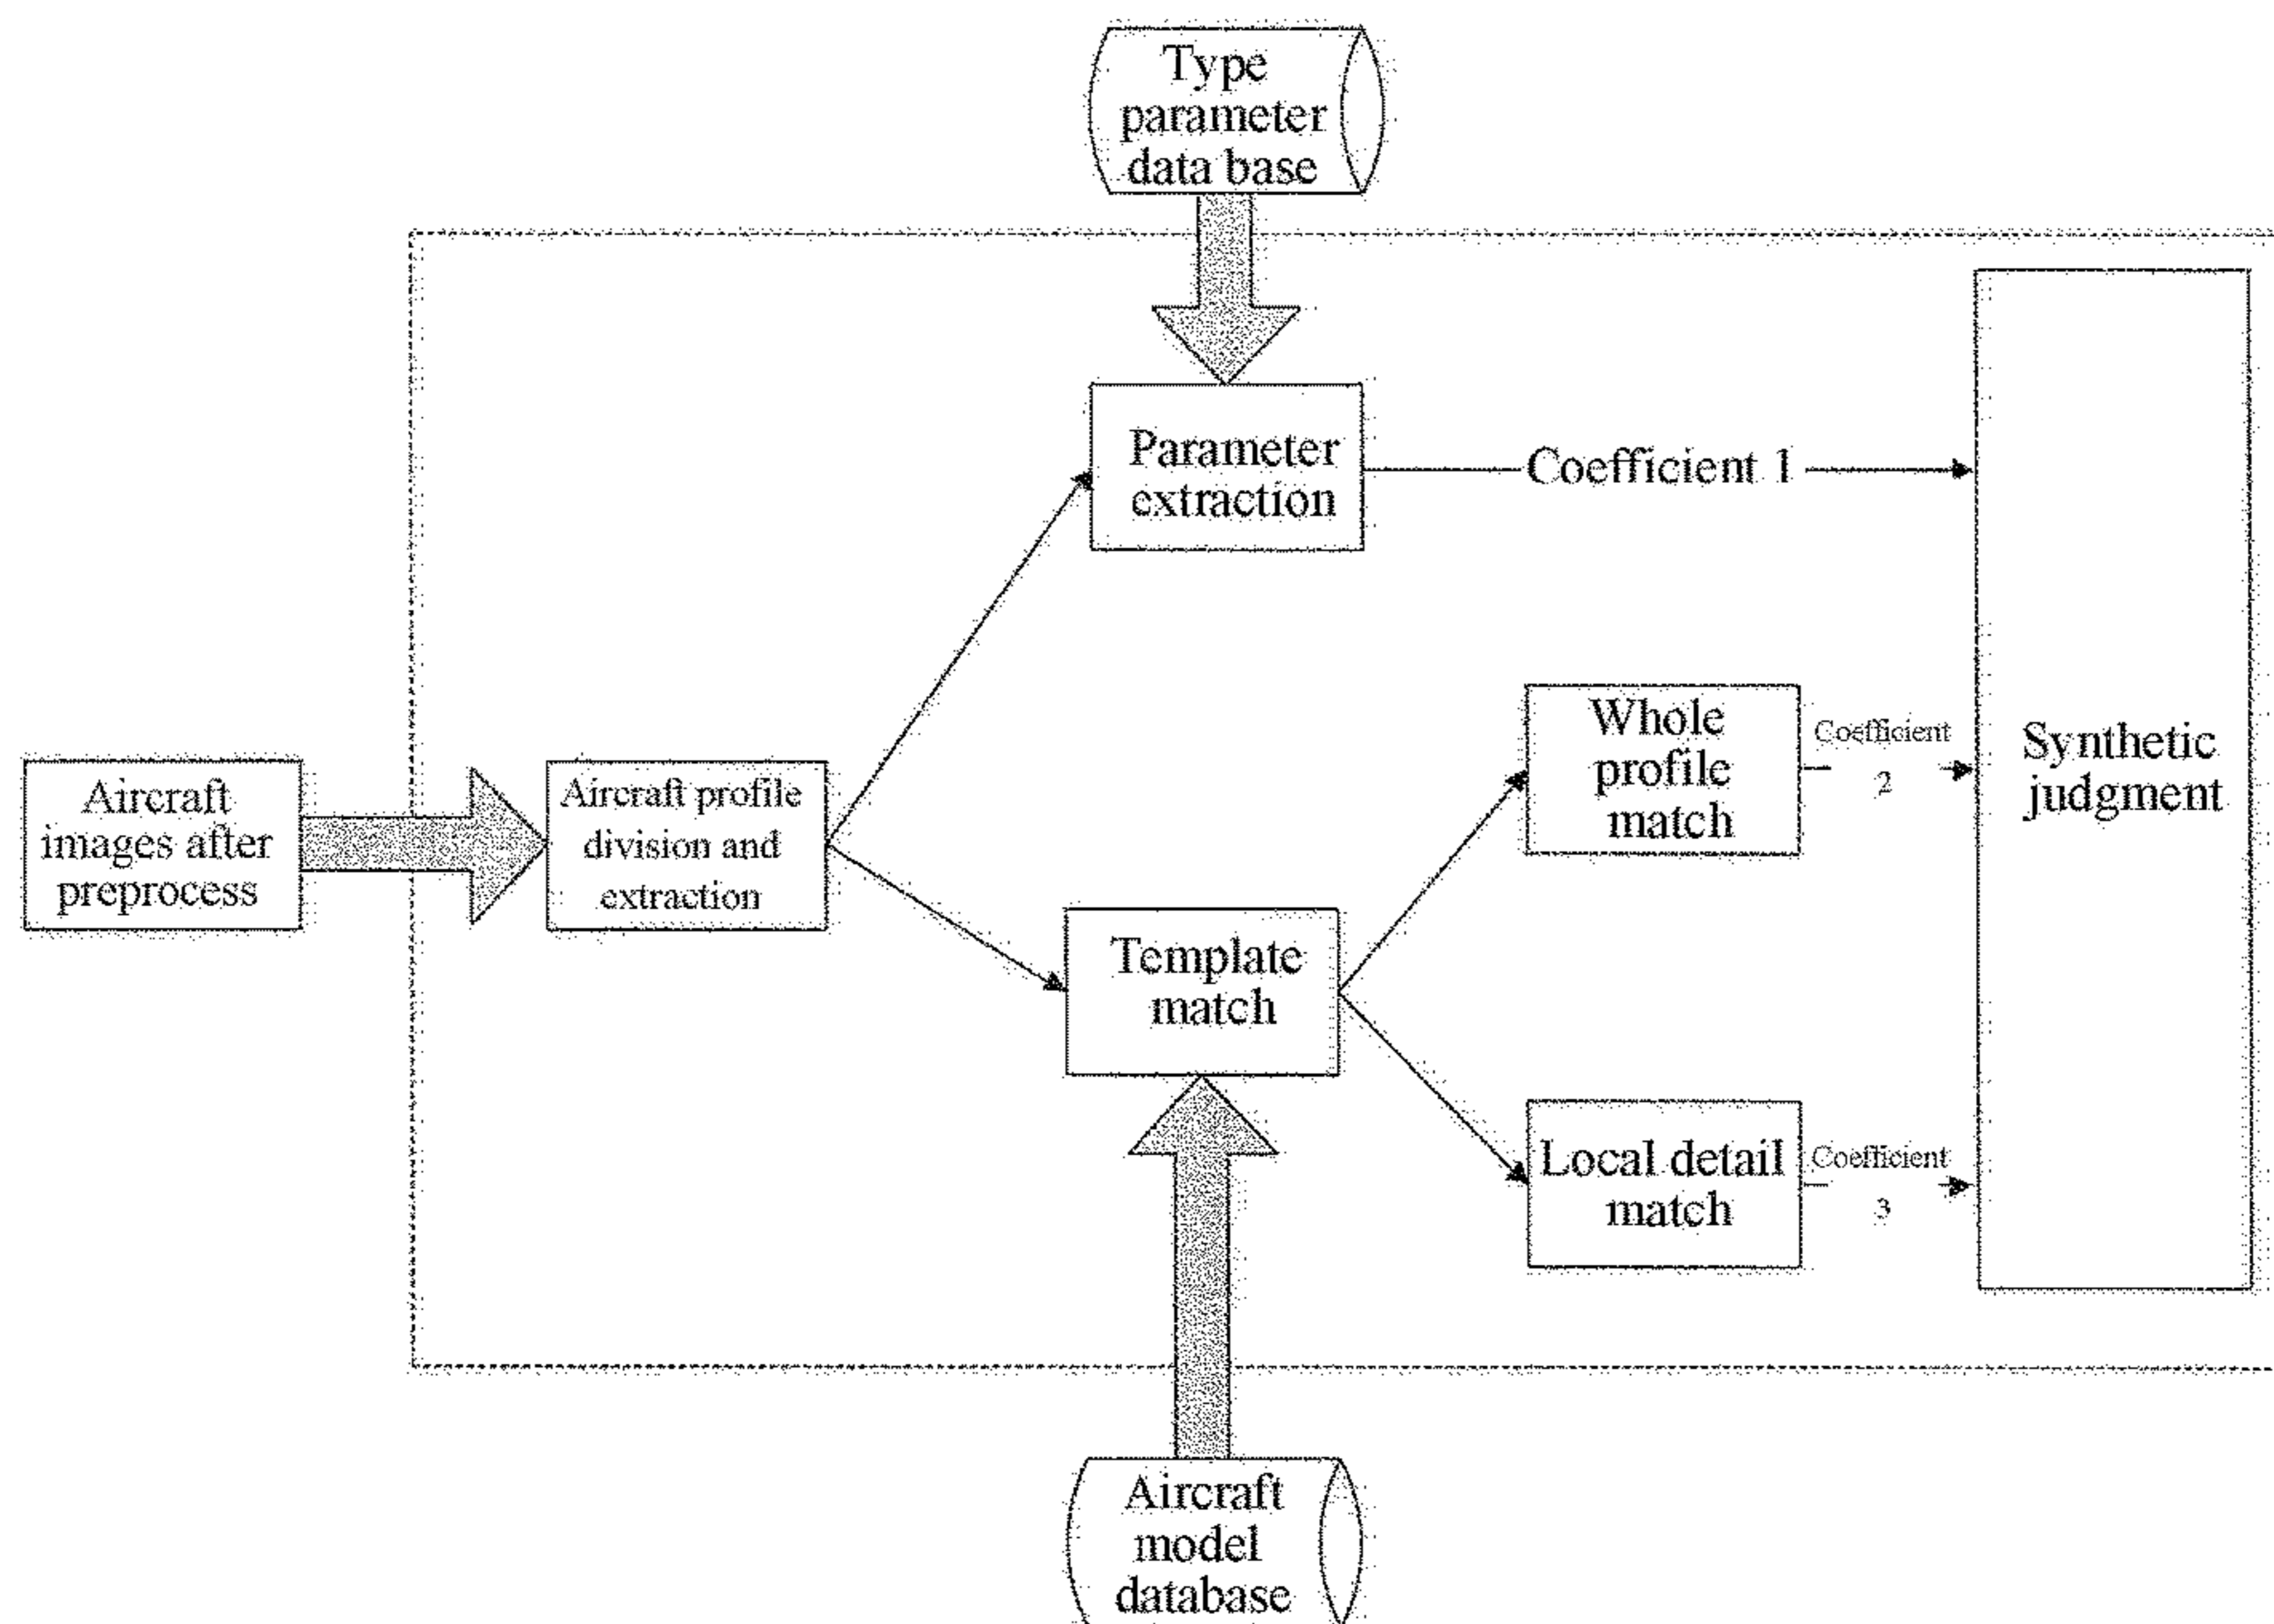 Type
parameter
data base
Parameter
extraction
Coefficient 1
Whole
profile
match
Coefficient
2
Synthetic
judgment
Aircraft
images after
preprocess
Aircraft profile
division and
extraction
Template
match
Local detail
match
Coefficient
3
Aircraft
model
database